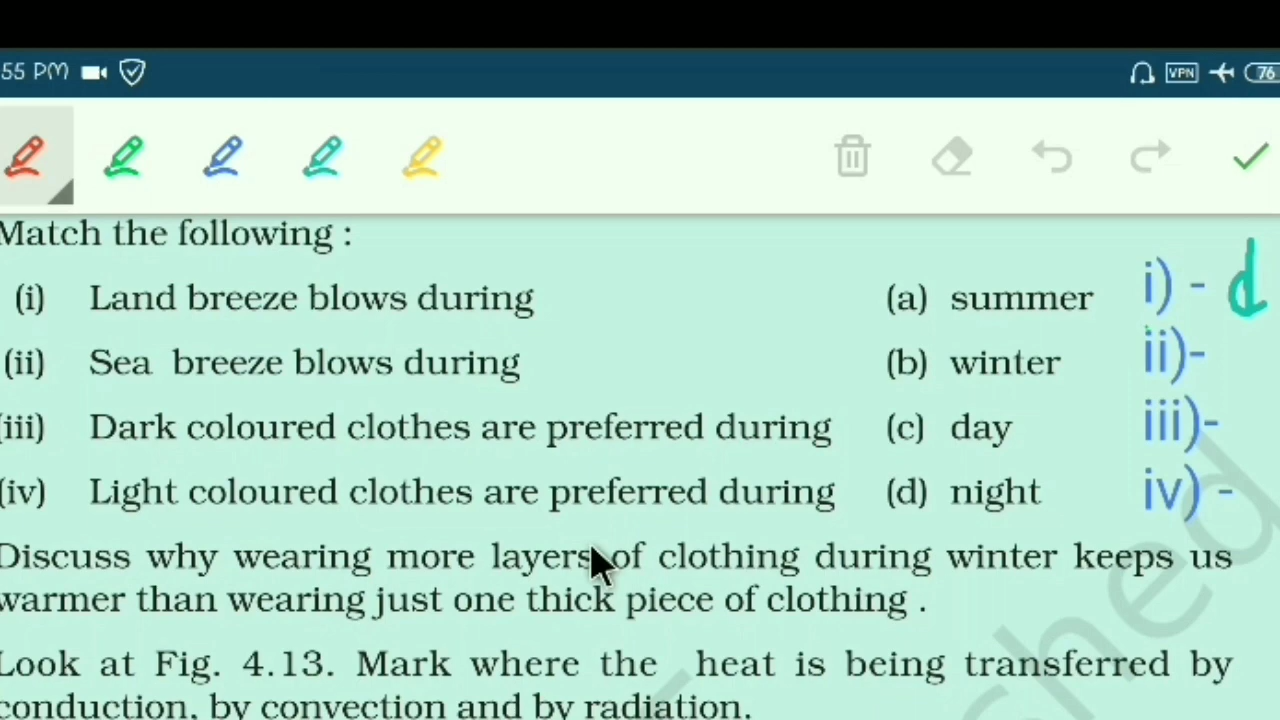 55 PM VPN 76
Match the following :
(i) Land breeze blows during (a) summer i) - d
(ii) Sea breeze blows during (b) winter ii)-
(iii) Dark coloured clothes are preferred during (c) day iii)-
(iv) Light coloured clothes are preferred during (d) night iv) -
Discuss why wearing more layers of clothing during winter keeps us
warmer than wearing just one thick piece of clothing .
Look at Fig. 4.13. Mark where the heat is being transferred by
conduction, by convection and by radiation.
shed